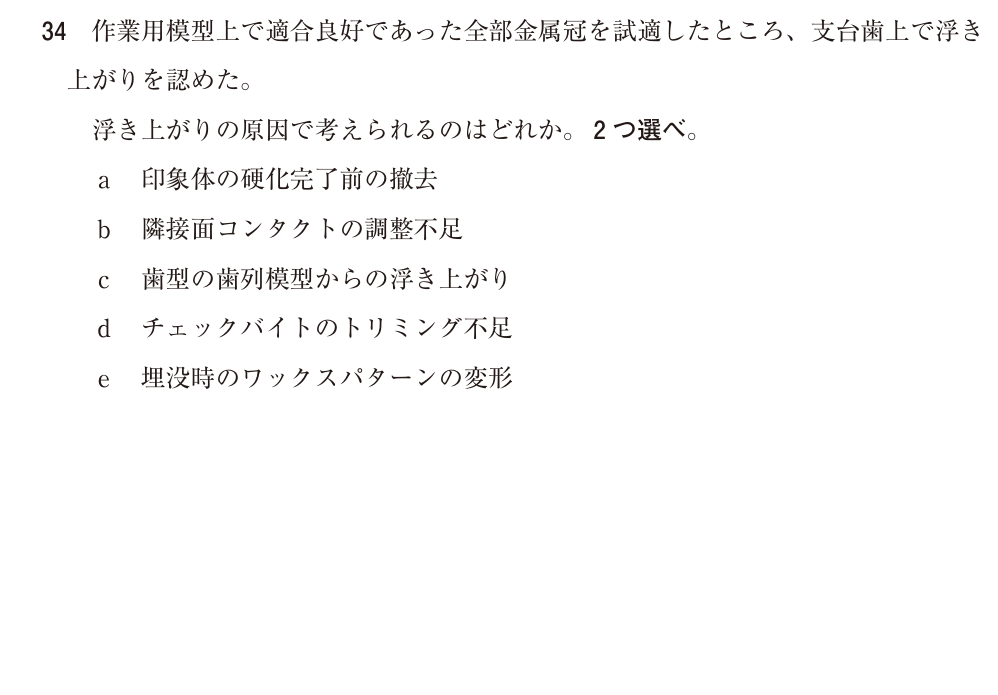 34 作業用模型上で適合良好であった全部金属冠を試適したところ、支台歯上で浮き
上がりを認めた。
浮き上がりの原因で考えられるのはどれか。2つ選べ。
a 印象体の硬化完了前の撤去
b 隣接面コンタクトの調整不足
c 歯型の歯列模型からの浮き上がり
d チェックバイトのトリミング不足
e 埋没時のワックスパターンの変形